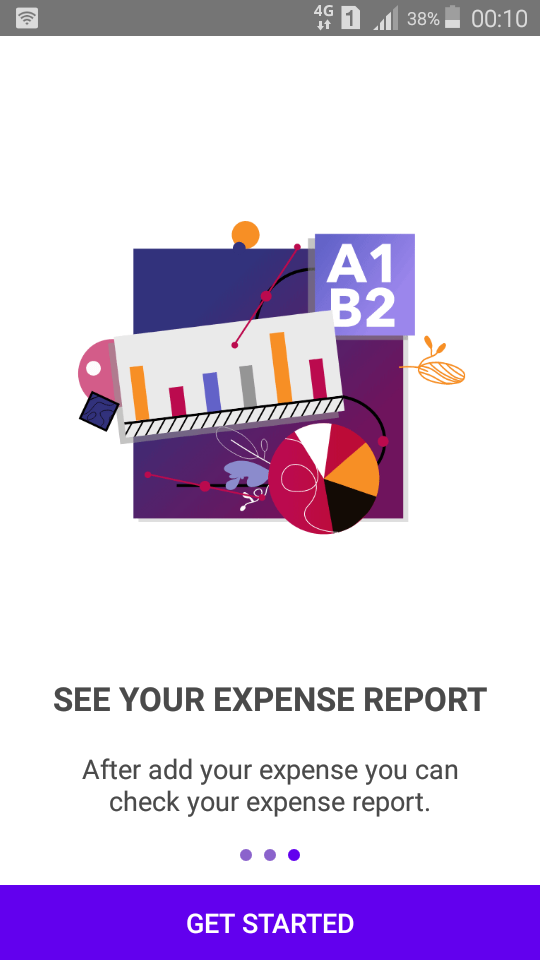 4G 1 38% 00:10
A1
B2
SEE YOUR EXPENSE REPORT
After add your expense you can
check your expense report.
GET STARTED